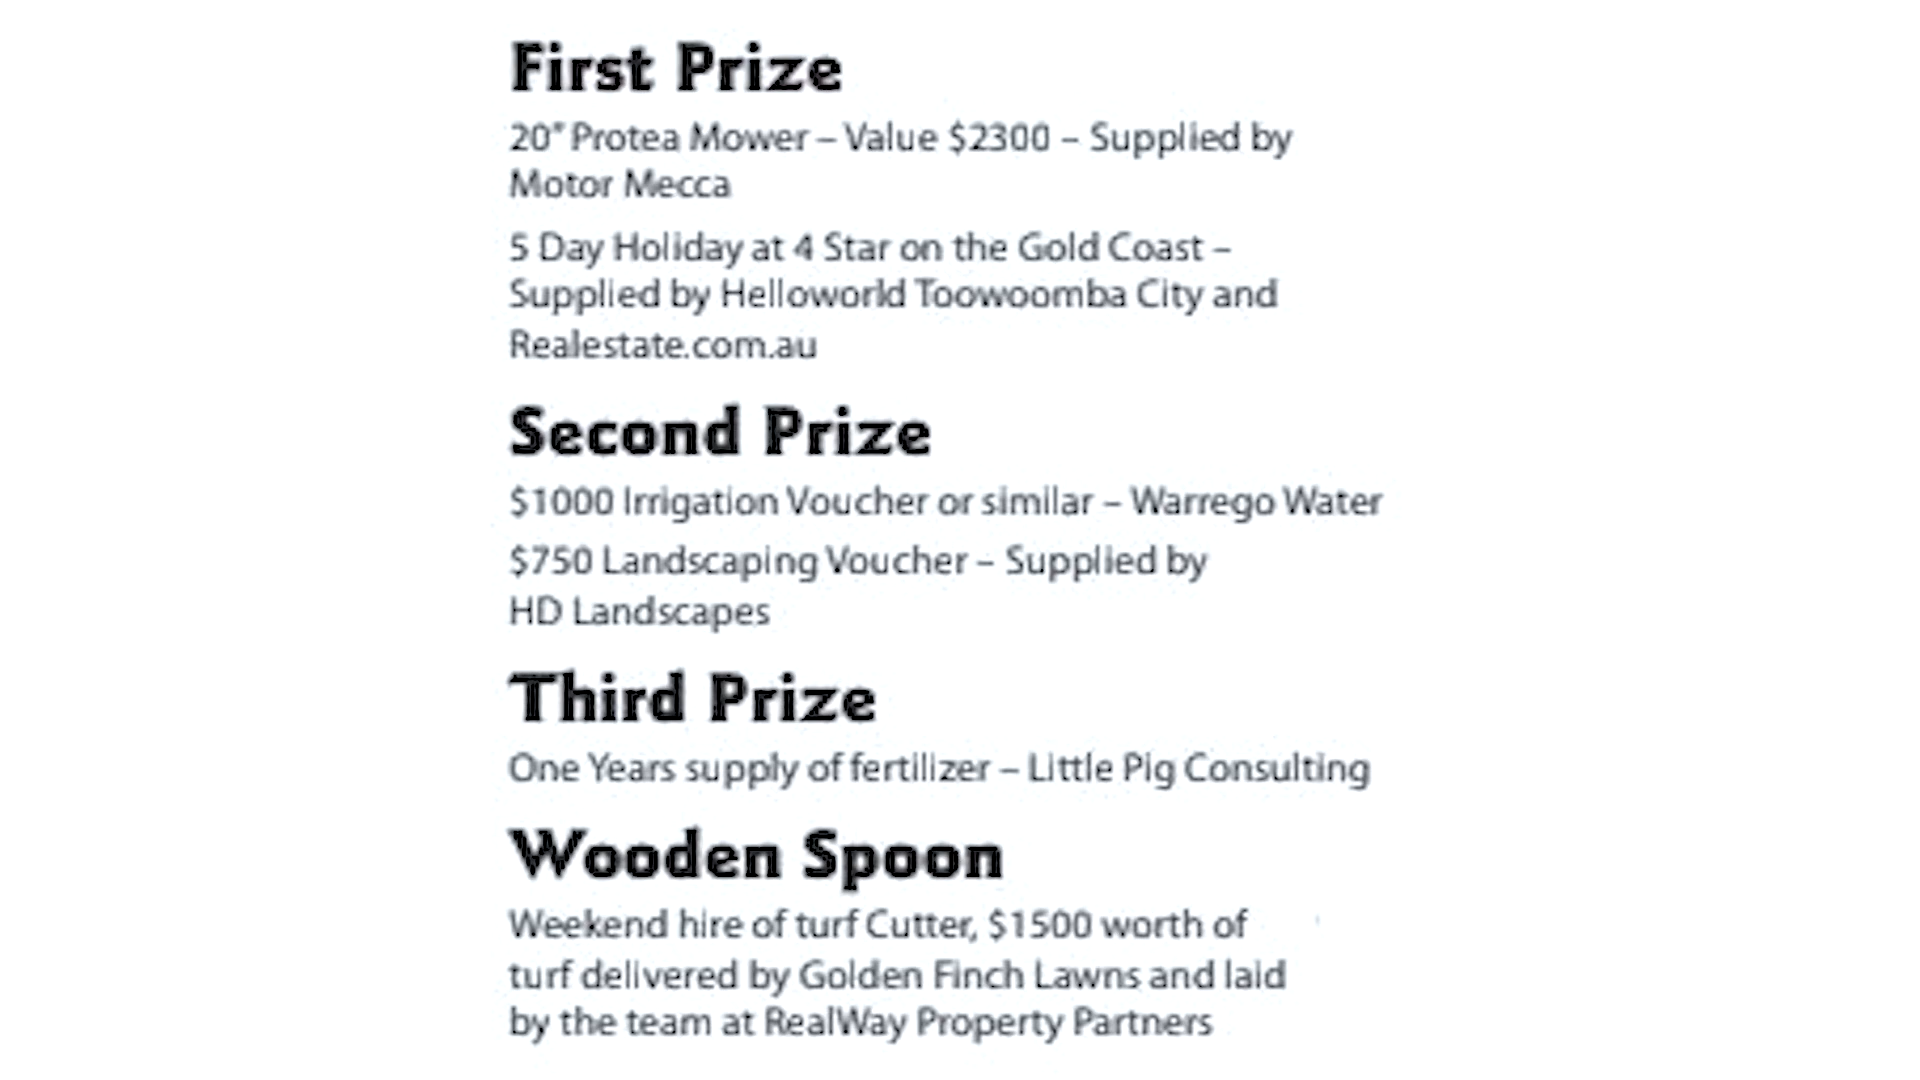 First Prize
20" Protea Mower – Value $2300 – Supplied by
Motor Mecca
5 Day Holiday at 4 Star on the Gold Coast –
Supplied by Helloworld Toowoomba City and
Realestate.com.au
Second Prize
$1000 Irrigation Voucher or similar – Warrego Water
$750 Landscaping Voucher – Supplied by
HD Landscapes
Third Prize
One Years supply of fertilizer – Little Pig Consulting
Wooden Spoon
Weekend hire of turf Cutter, $1500 worth of
turf delivered by Golden Finch Lawns and laid
by the team at RealWay Property Partners